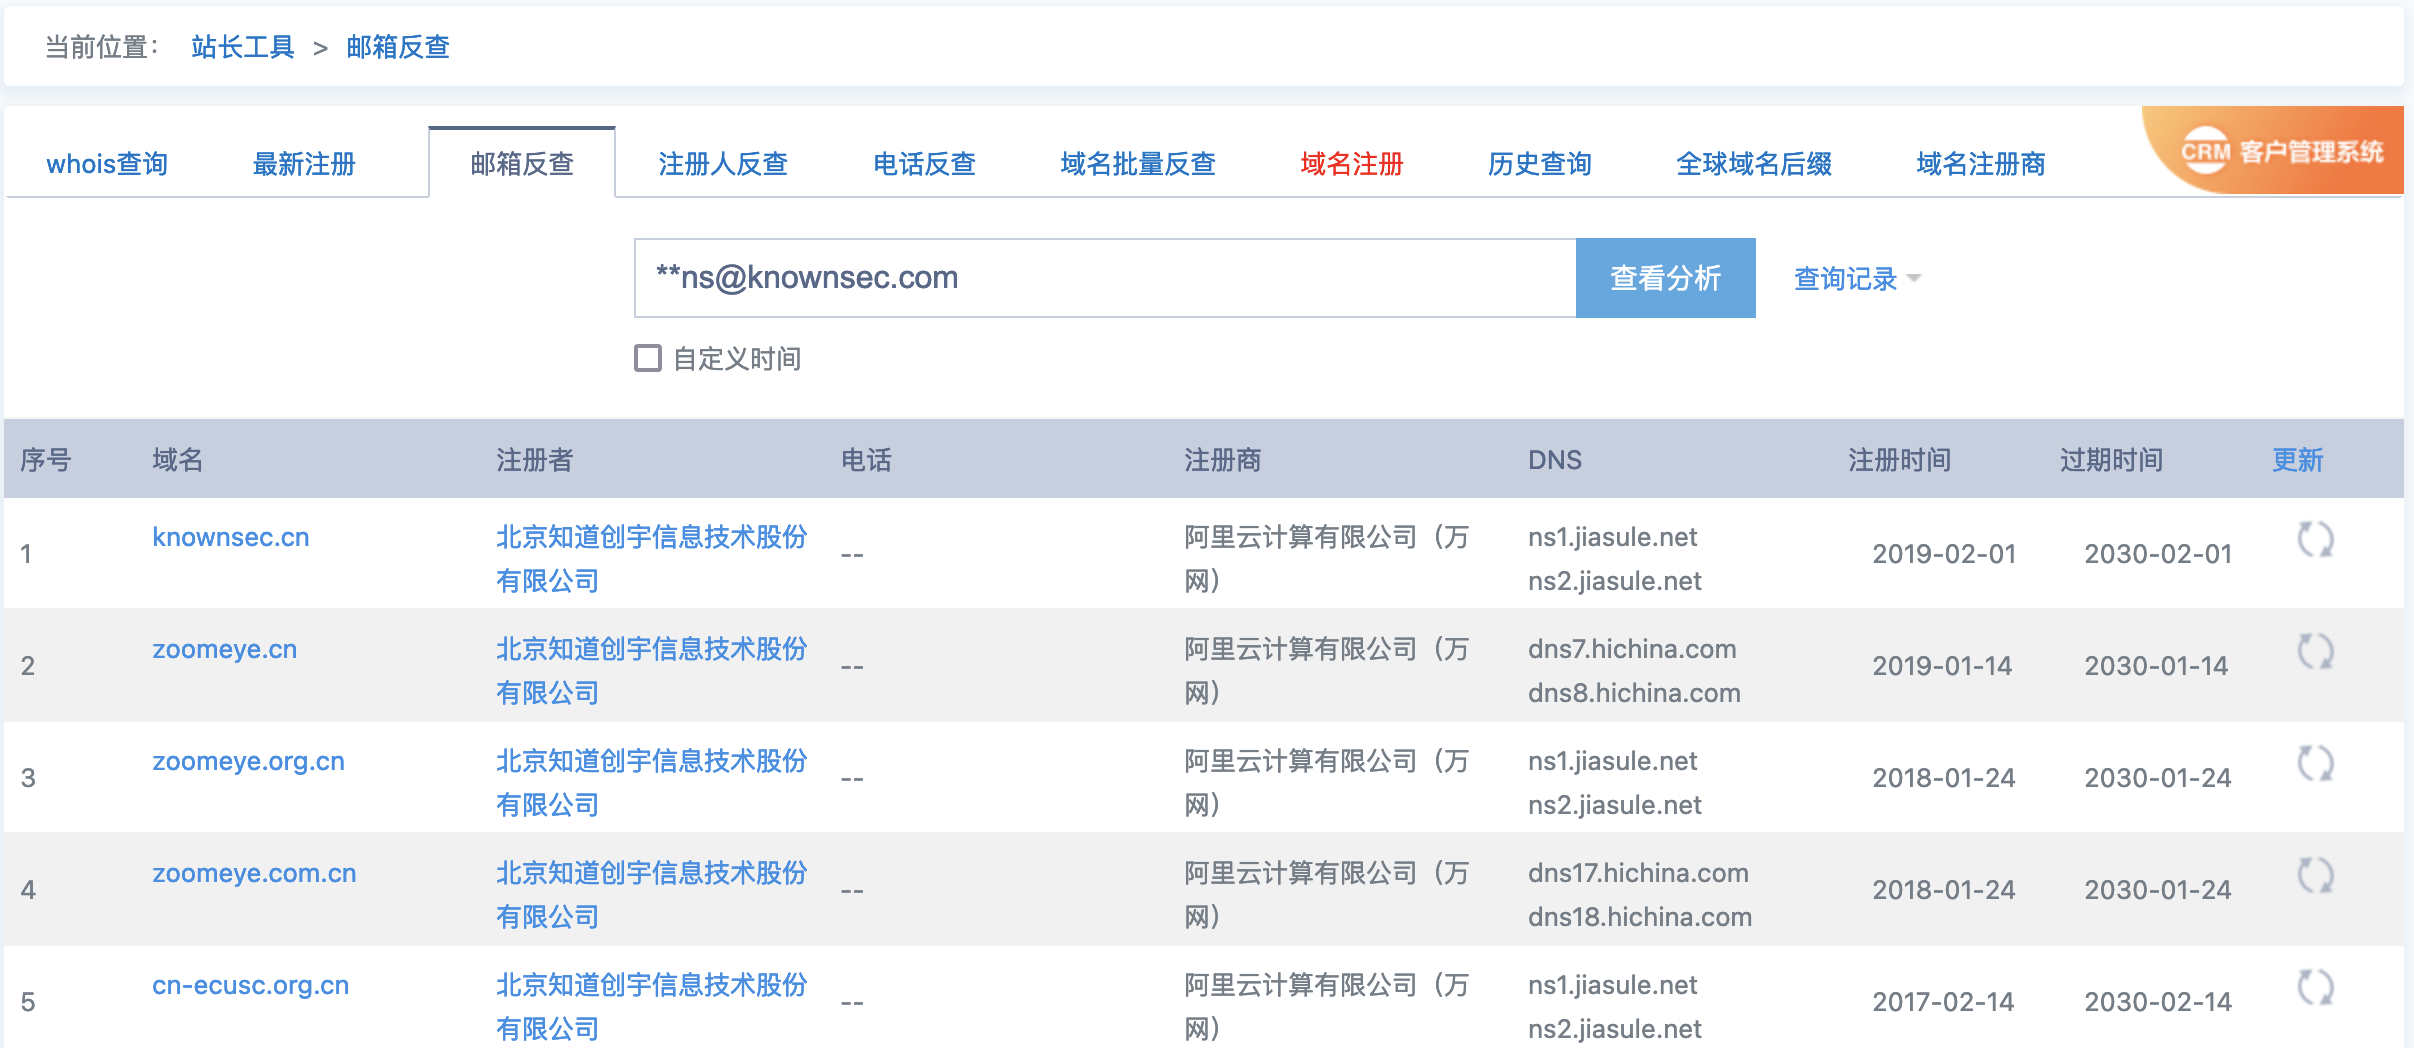 当前位置： 站长工具 > 邮箱反查
whois查询 最新注册 邮箱反查 注册人反查 电话反查 域名批量反查 域名注册 历史查询 全球域名后缀 域名注册商 CRM 客户管理系统
**ns@knownsec.com 查看分析 查询记录
自定义时间
序号 域名 注册者 电话 注册商 DNS 注册时间 过期时间 更新
1 knownsec.cn 北京知道创宇信息技术股份 -- 阿里云计算有限公司（万 ns1.jiasule.net 2019-02-01 2030-02-01
有限公司 网） ns2.jiasule.net
2 zoomeye.cn 北京知道创宇信息技术股份 -- 阿里云计算有限公司（万 dns7.hichina.com 2019-01-14 2030-01-14
有限公司 网） dns8.hichina.com
3 zoomeye.org.cn 北京知道创宇信息技术股份 -- 阿里云计算有限公司（万 ns1.jiasule.net 2018-01-24 2030-01-24
有限公司 网） ns2.jiasule.net
4 zoomeye.com.cn 北京知道创宇信息技术股份 -- 阿里云计算有限公司（万 dns17.hichina.com 2018-01-24 2030-01-24
有限公司 网） dns18.hichina.com
5 cn-ecusc.org.cn 北京知道创宇信息技术股份 -- 阿里云计算有限公司（万 ns1.jiasule.net 2017-02-14 2030-02-14
有限公司 网） ns2.jiasule.net